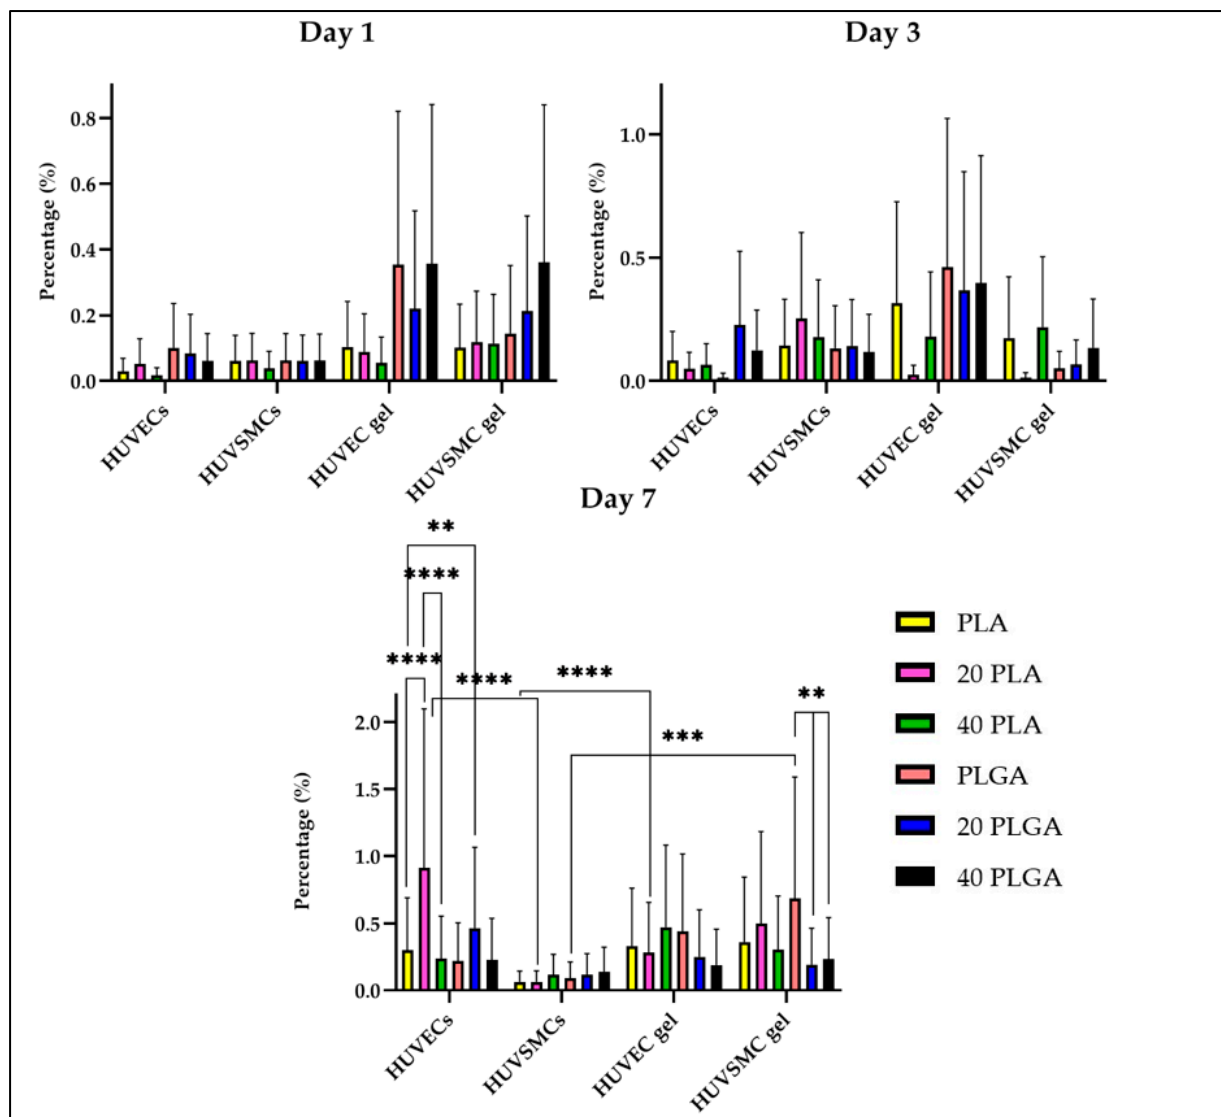 Day 1
Percentage (%)
0.8
0.6
0.4
0.2
0.0
HUVECs
HUVSMCs
HUVEC gel
HUVSMC gel
Day 3
Percentage (%)
1.0
0.5
0.0
HUVECs
HUVSMCs
HUVEC gel
HUVSMC gel
Day 7
**
****
****
****
****
***
**
Percentage (%)
2.0
1.5
1.0
0.5
0.0
HUVECs
HUVSMCs
HUVEC gel
HUVSMC gel
PLA
20 PLA
40 PLA
PLGA
20 PLGA
40 PLGA